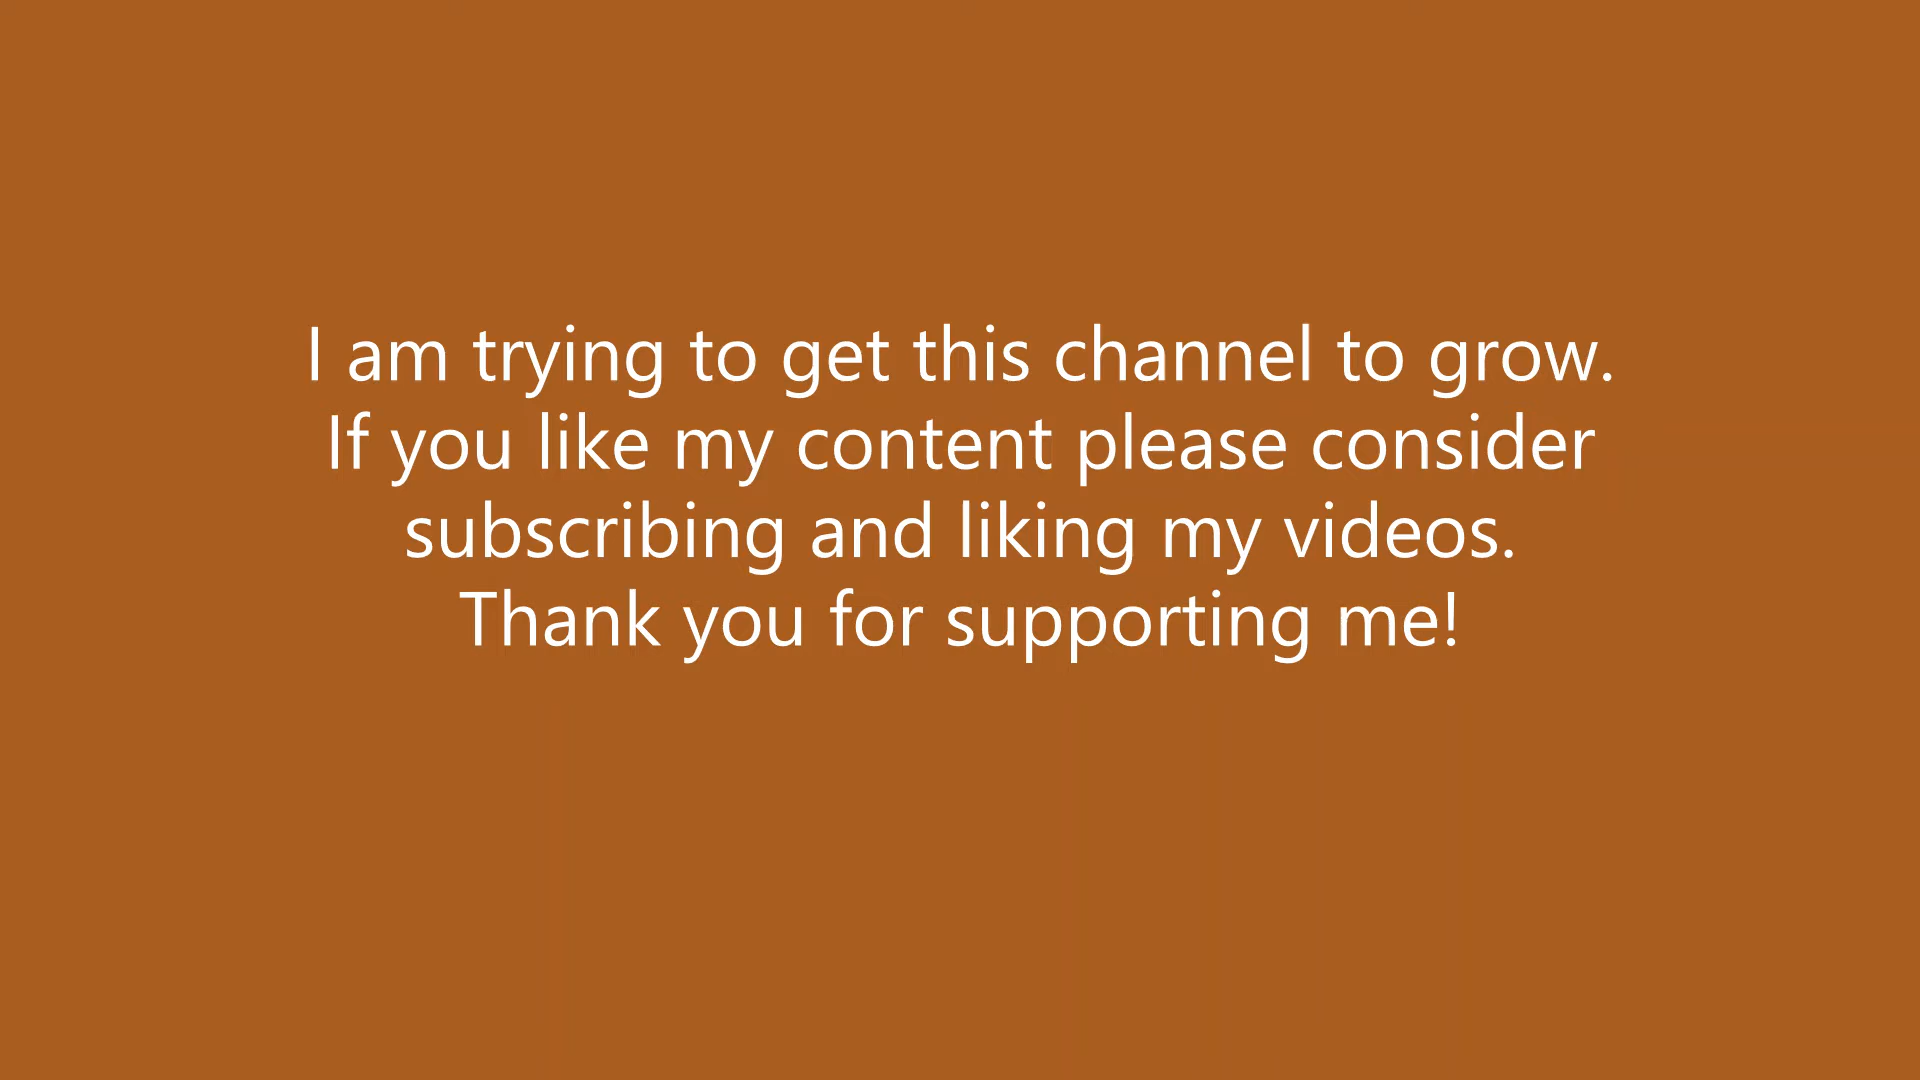 I am trying to get this channel to grow.
If you like my content please consider
subscribing and liking my videos.
Thank you for supporting me!